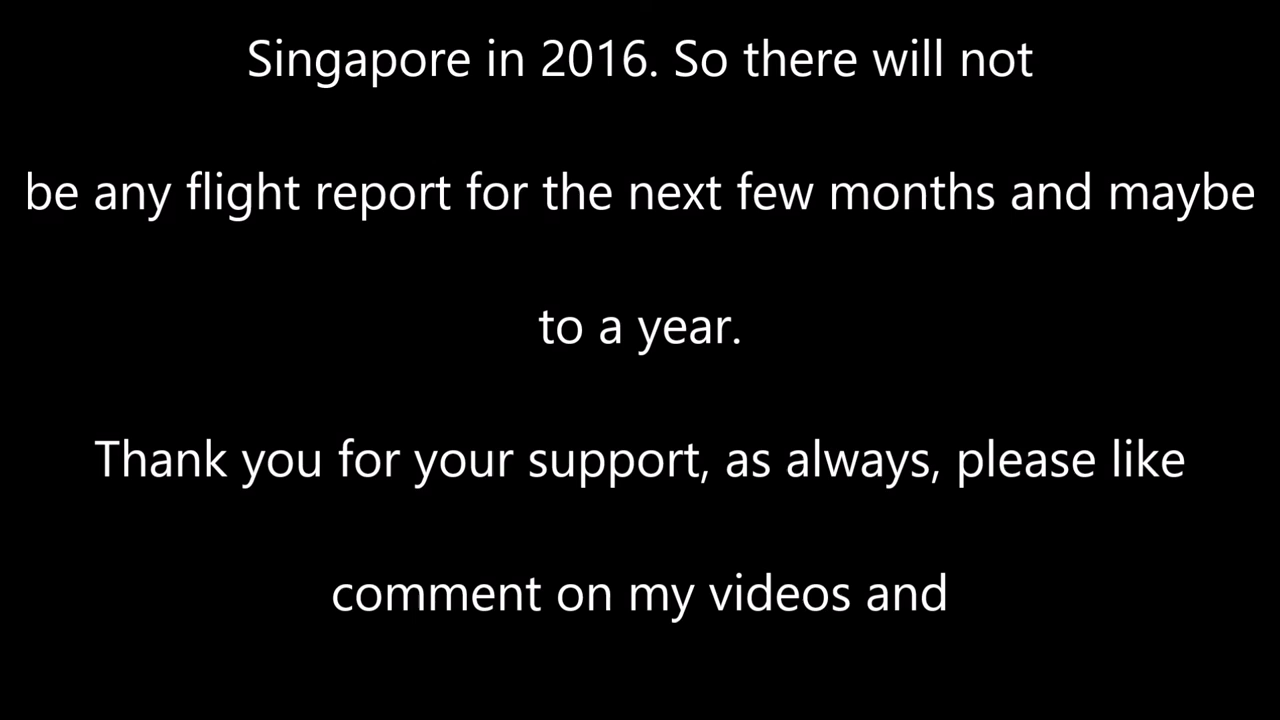 Singapore in 2016. So there will not
be any flight report for the next few months and maybe
to a year.
Thank you for your support, as always, please like
comment on my videos and